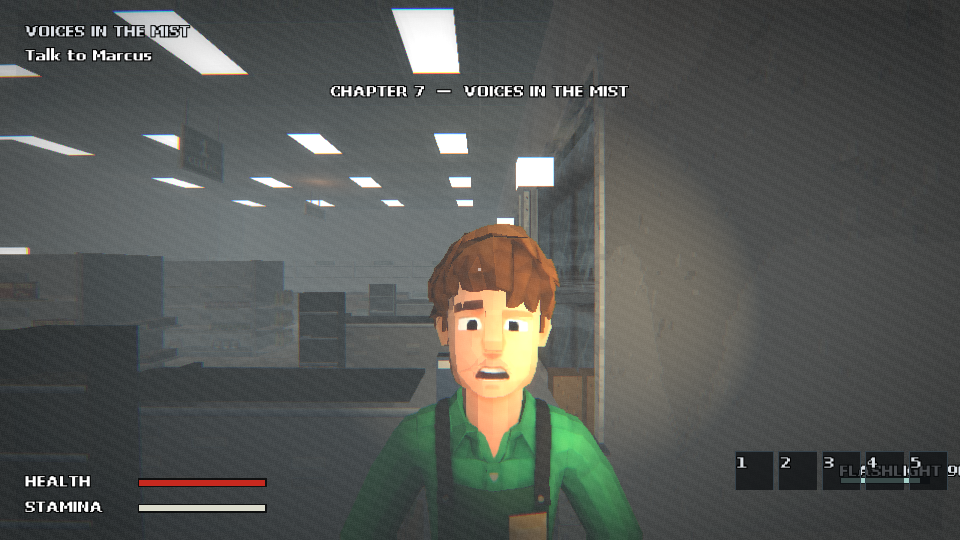 VOICES IN THE MIST
Talk to Marcus
CHAPTER 7 — VOICES IN THE MIST
HEALTH
STAMINA
1 2 3 4 5
FLASHLIGHT